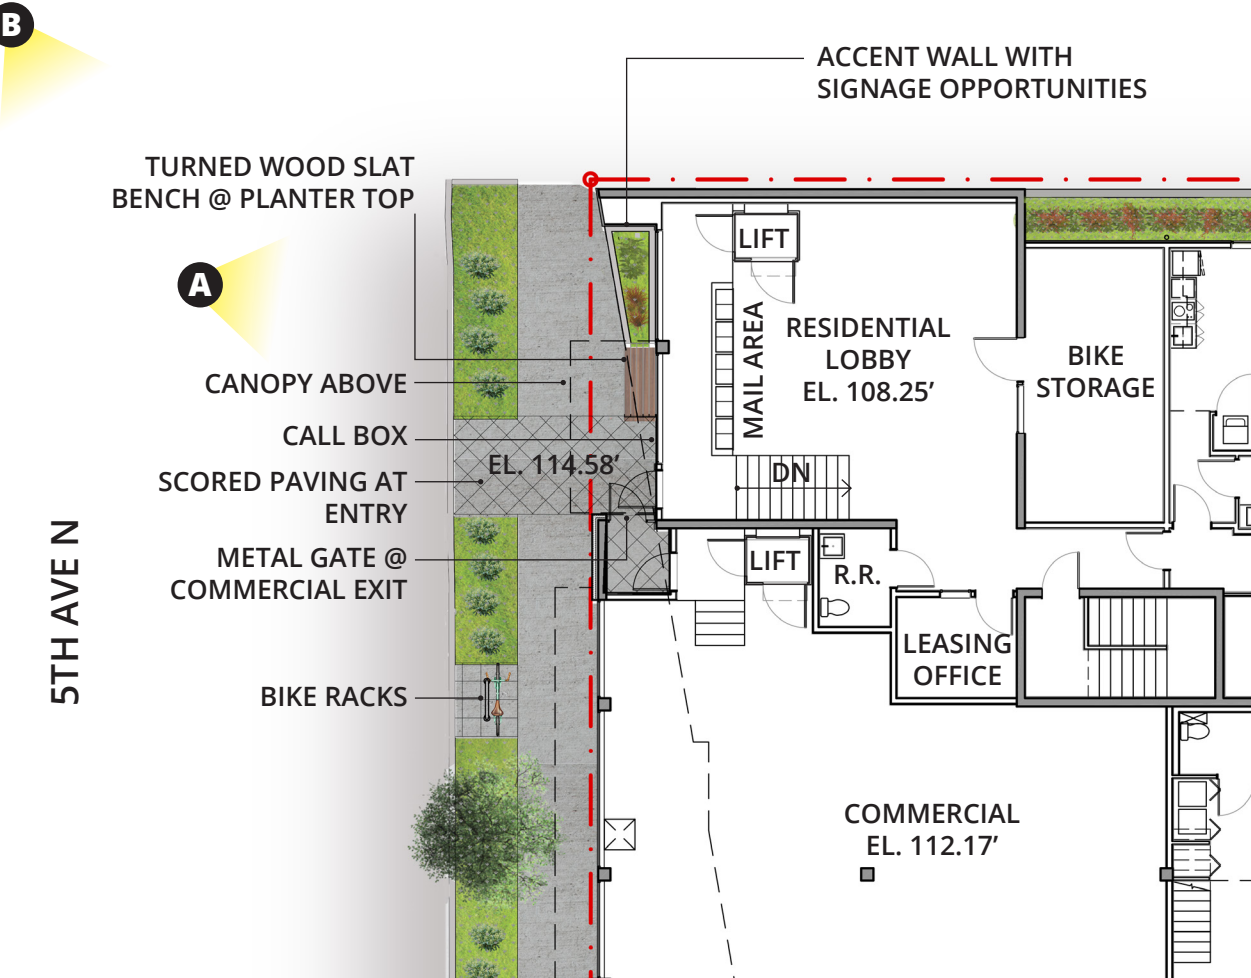 B
ACCENT WALL WITH
SIGNAGE OPPORTUNITIES
TURNED WOOD SLAT
BENCH @ PLANTER TOP
A
LIFT
MAIL AREA
RESIDENTIAL
LOBBY
EL. 108.25’
BIKE
STORAGE
CANOPY ABOVE
CALL BOX
EL. 114.58’
SCORED PAVING AT
ENTRY
DN
METAL GATE @
COMMERCIAL EXIT
LIFT
R.R.
LEASING
OFFICE
5TH AVE N
BIKE RACKS
COMMERCIAL
EL. 112.17’